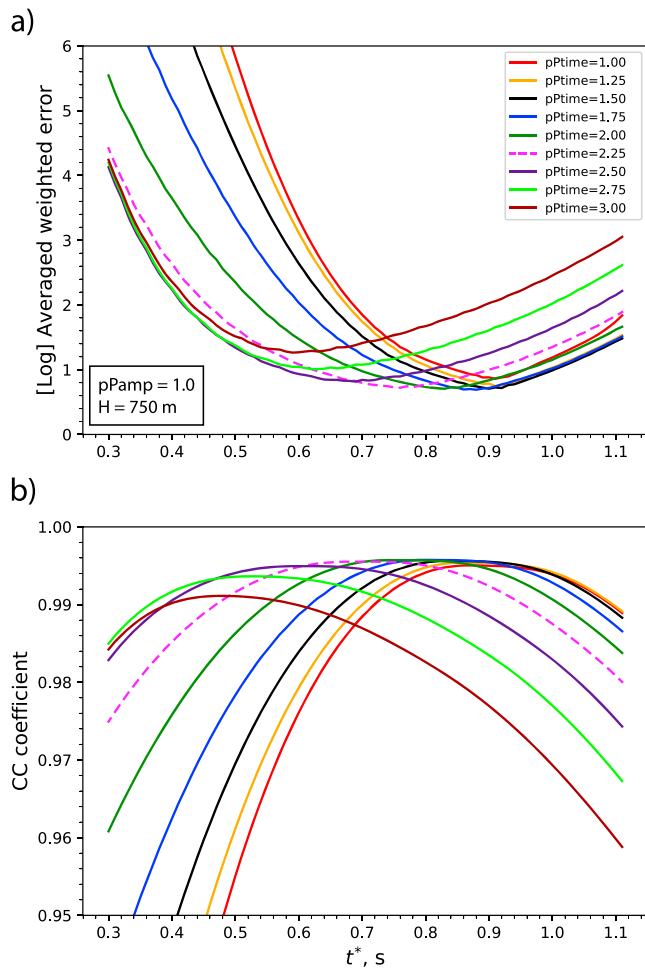 a)
[Log] Averaged weighted error
6
5
4
3
2
1
0
pPtime=1.00
pPtime=1.25
pPtime=1.50
pPtime=1.75
pPtime=2.00
pPtime=2.25
pPtime=2.50
pPtime=2.75
pPtime=3.00
pPamp = 1.0
H = 750 m
0.3 0.4 0.5 0.6 0.7 0.8 0.9 1.0 1.1
b)
CC coefficient
1.00
0.99
0.98
0.97
0.96
0.95
0.3 0.4 0.5 0.6 0.7 0.8 0.9 1.0 1.1
t*, s